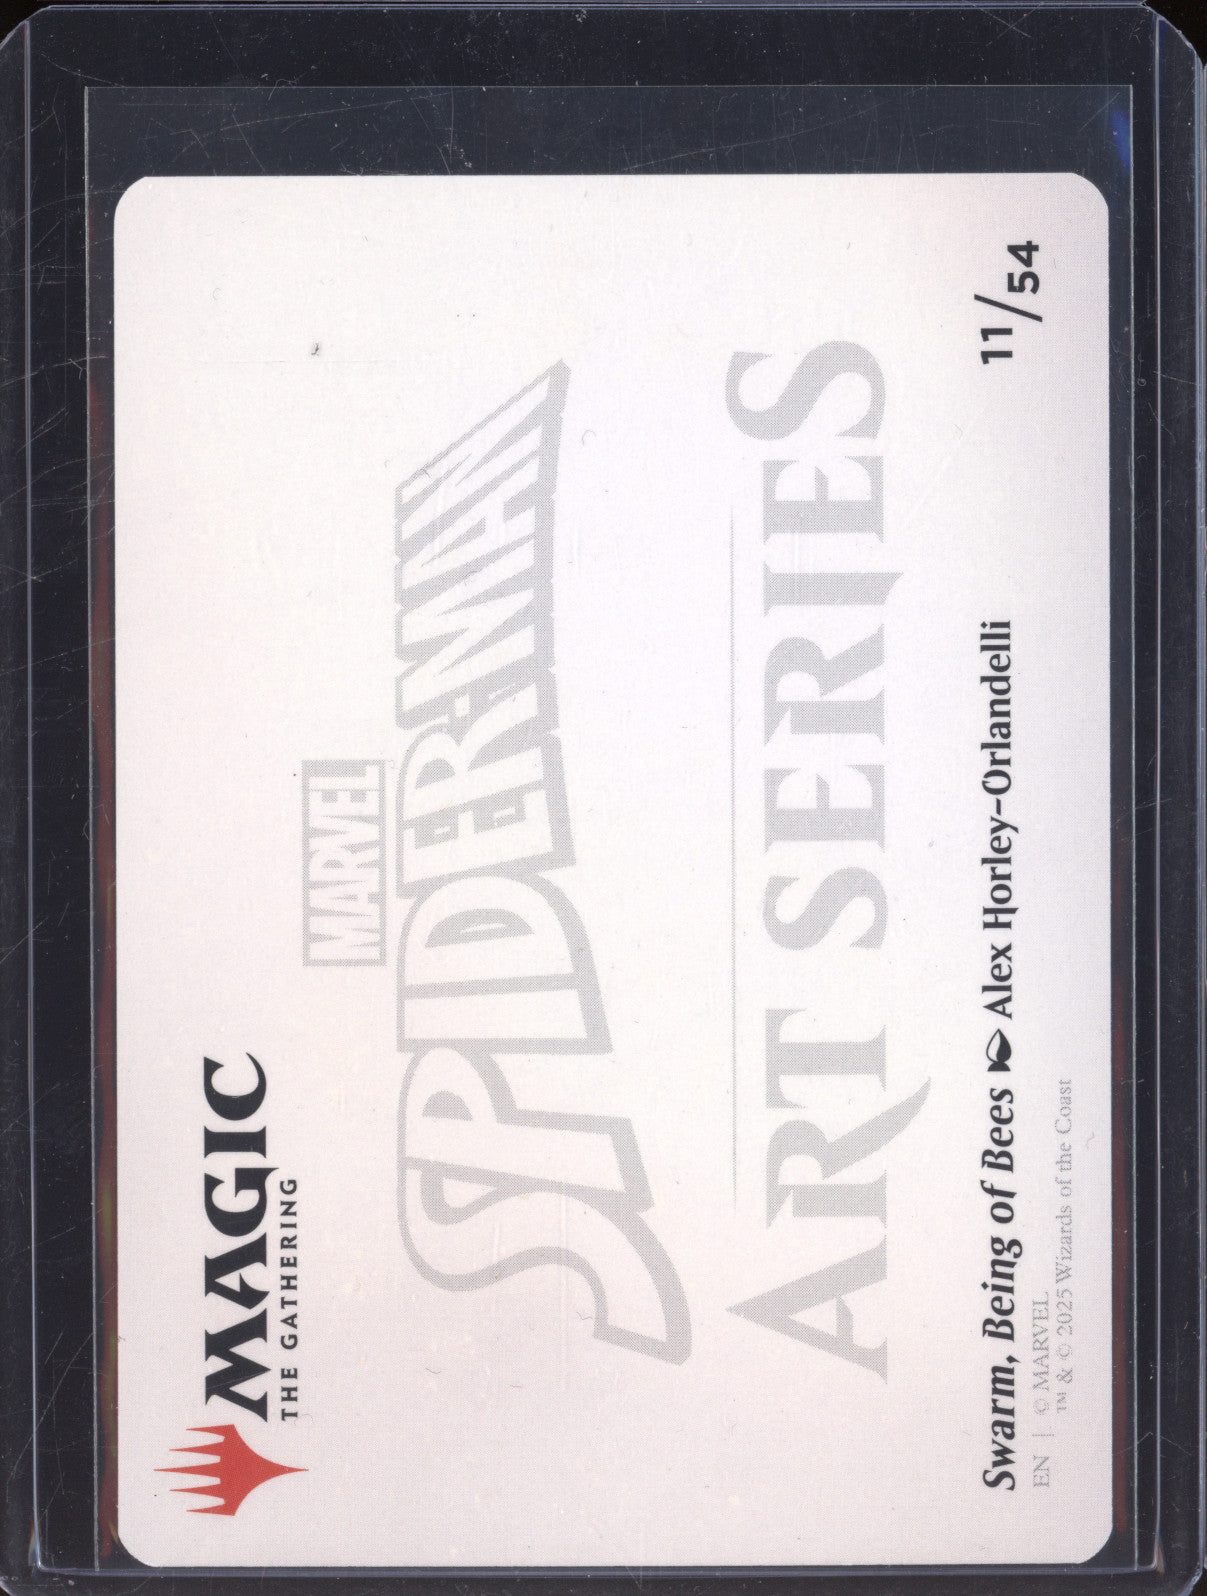 MAGIC
THE GATHERING
MARVEL
SPIDER-MAN
ART SERIES
Swarm, Being of Bees Alex Horley-Orlandelli
11/54
EN | © MARVEL
™ & © 2025 Wizards of the Coast